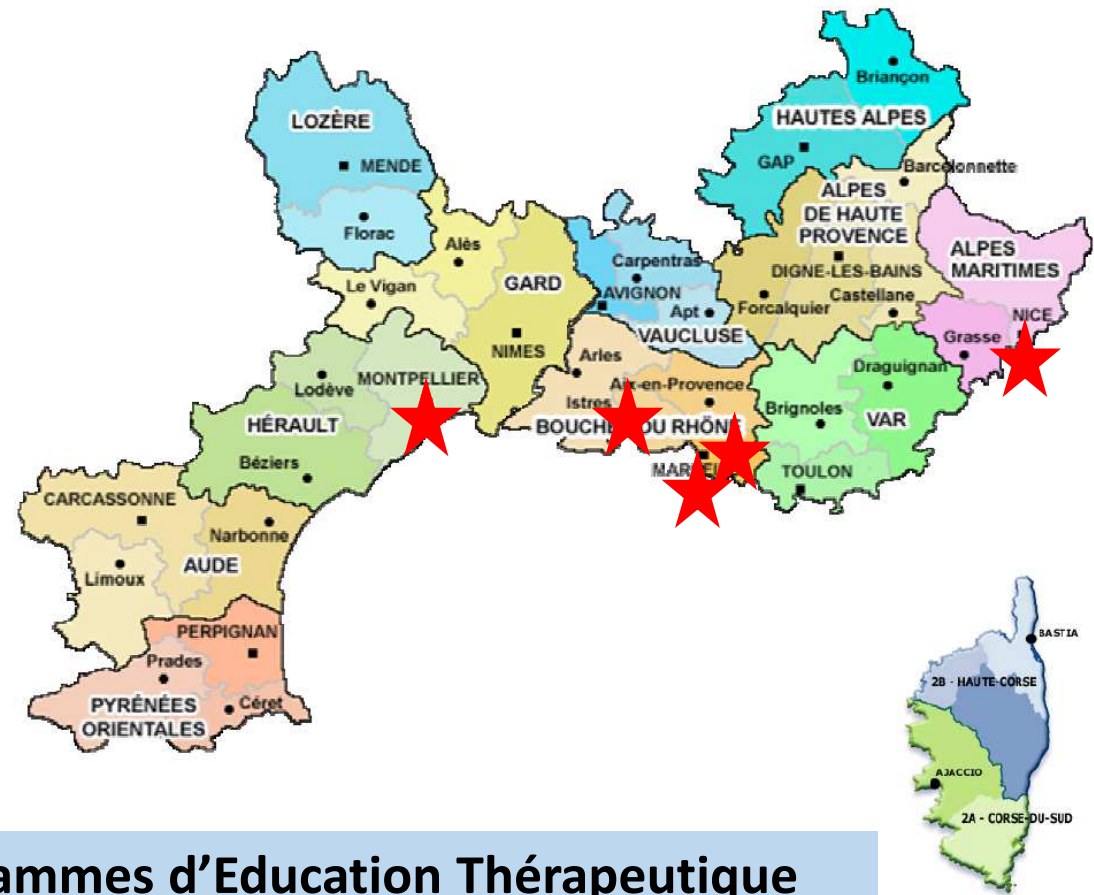 Briançon
HAUTES ALPES
GAP
LOZÈRE
MENDE
Florac
Barcelonnette
ALPES
DE HAUTE
PROVENCE
DIGNE-LES-BAINS
Forcalquier
Castellane
ALPES
MARITIMES
NICE
Grasse
Alès
Le Vigan
GARD
NIMES
Carpentras
AVIGNON
Apt
VAUCLUSE
Arles
Aix-en-Provence
Istres
DU RHÔNE
Draguignan
Brignoles
VAR
TOULON
MONTPELLIER
Lodève
HÉRAULT
Béziers
CARCASSONNE
Narbonne
Limoux
AUDE
PERPIGNAN
Prades
Céret
PYRÉNÉES
ORIENTALES
BASTIA
2B - HAUTE-CORSE
AJACCIO
2A - CORSE-DU-SUD
ammes d’Education Thérapeutique